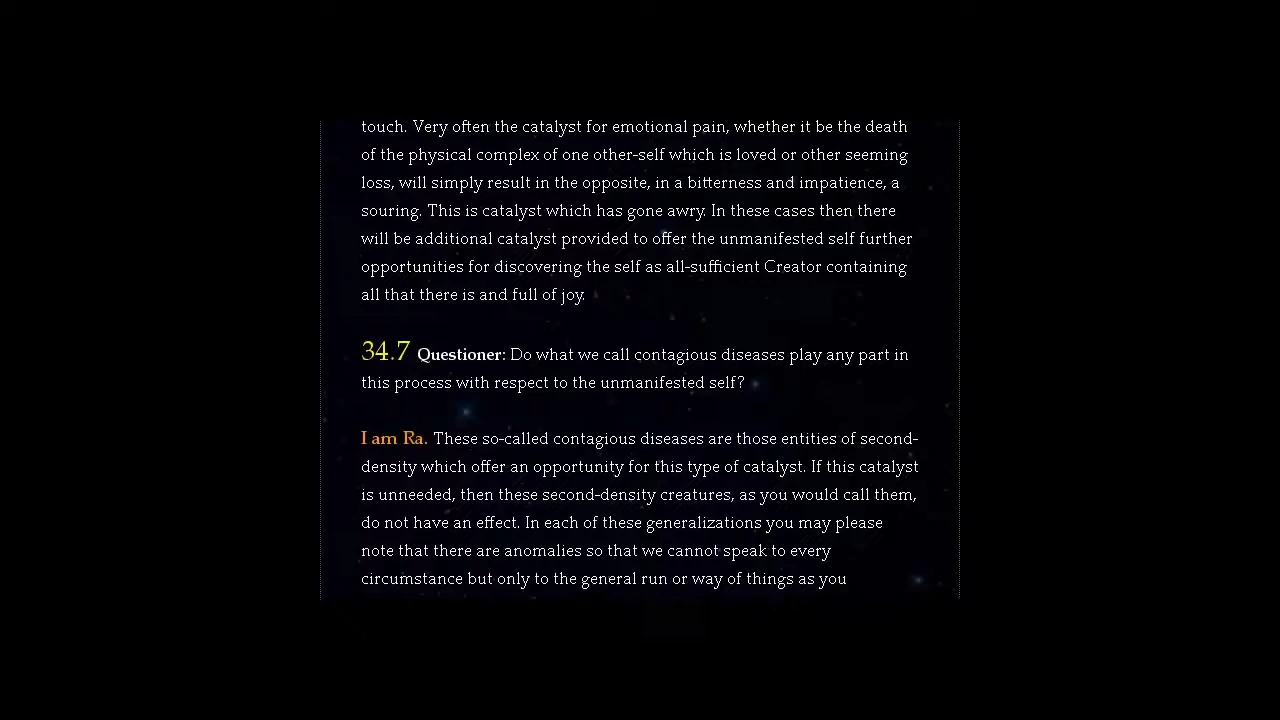 touch. Very often the catalyst for emotional pain, whether it be the death
of the physical complex of one other-self which is loved or other seeming
loss, will simply result in the opposite, in a bitterness and impatience, a
souring. This is catalyst which has gone awry. In these cases then there
will be additional catalyst provided to offer the unmanifested self further
opportunities for discovering the self as all-sufficient Creator containing
all that there is and full of joy.
34.7 Questioner: Do what we call contagious diseases play any part in
this process with respect to the unmanifested self?
I am Ra. These so-called contagious diseases are those entities of second-
density which offer an opportunity for this type of catalyst. If this catalyst
is unneeded, then these second-density creatures, as you would call them,
do not have an effect. In each of these generalizations you may please
note that there are anomalies so that we cannot speak to every
circumstance but only to the general run or way of things as you